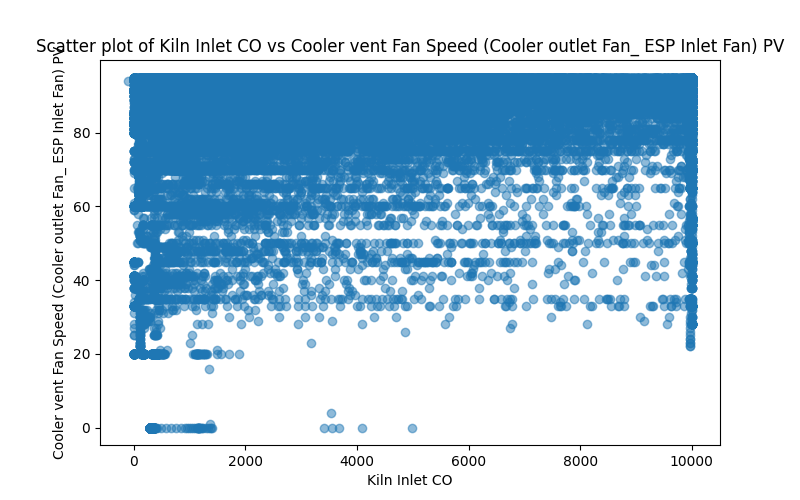 Scatter plot of Kiln Inlet CO vs Cooler vent Fan Speed (Cooler outlet Fan_ ESP Inlet Fan) PV
Cooler vent Fan Speed (Cooler outlet Fan_ ESP Inlet Fan) PV
80
60
40
20
0
0 2000 4000 6000 8000 10000
Kiln Inlet CO